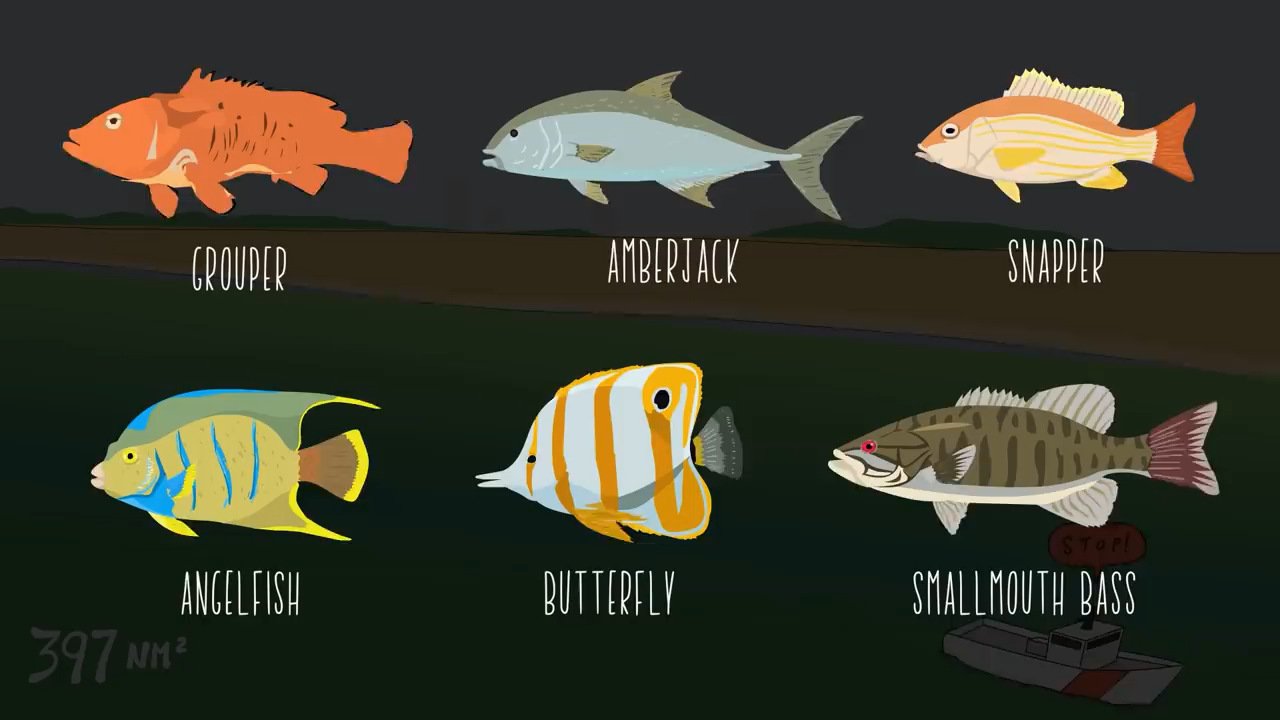 GROUPER
AMBERJACK
SNAPPER
ANGELFISH
BUTTERFLY
SMALLMOUTH BASS
STOP!
397 NM²